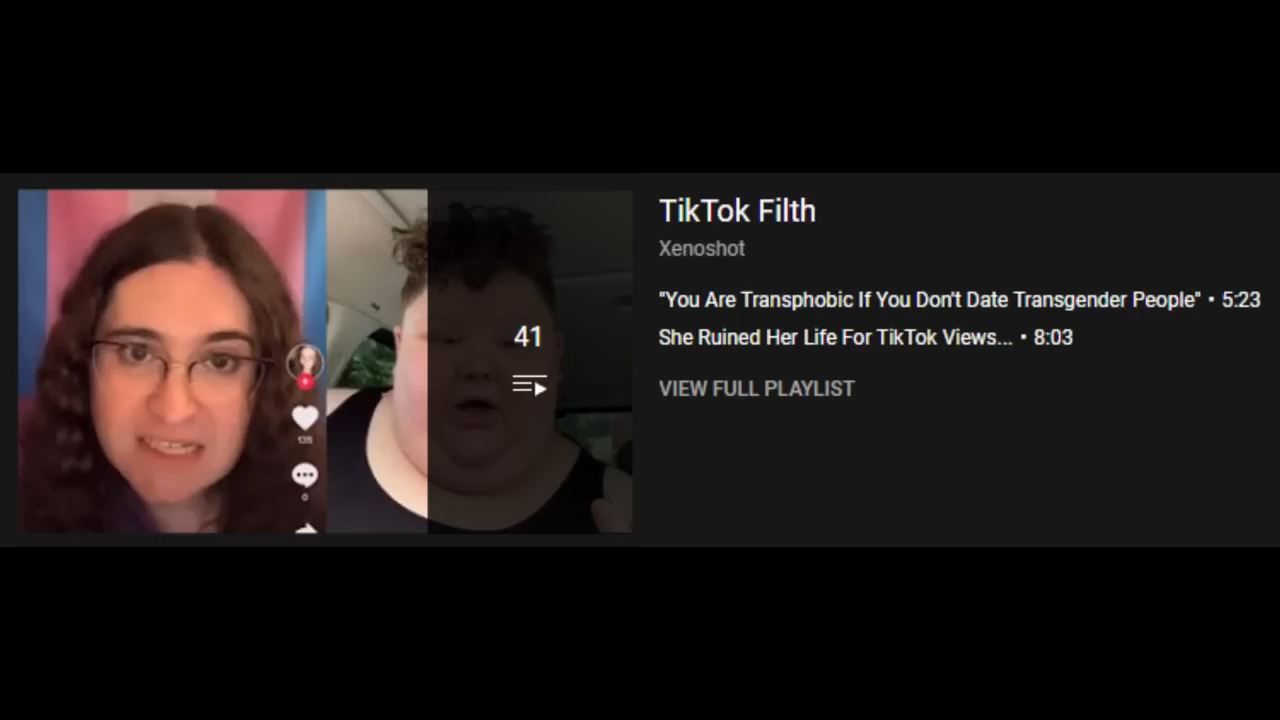 TikTok Filth
Xenoshot
"You Are Transphobic If You Don't Date Transgender People" • 5:23
She Ruined Her Life For TikTok Views... • 8:03
VIEW FULL PLAYLIST
41
135
0